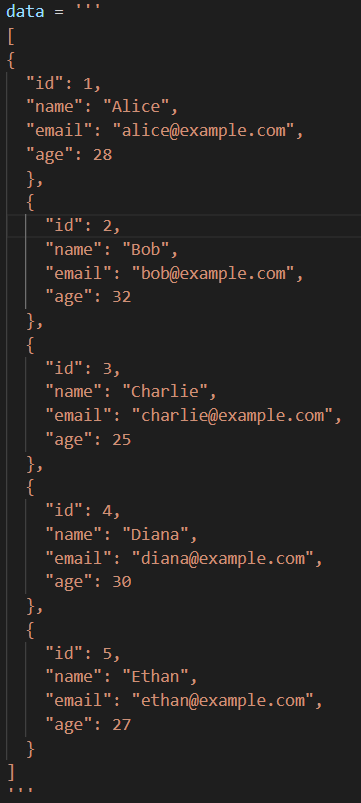 data = '''
[
{
  "id": 1,
  "name": "Alice",
  "email": "alice@example.com",
  "age": 28
  },
  {
    "id": 2,
    "name": "Bob",
    "email": "bob@example.com",
    "age": 32
  },
  {
    "id": 3,
    "name": "Charlie",
    "email": "charlie@example.com",
    "age": 25
  },
  {
    "id": 4,
    "name": "Diana",
    "email": "diana@example.com",
    "age": 30
  },
  {
    "id": 5,
    "name": "Ethan",
    "email": "ethan@example.com",
    "age": 27
  }
]
'''